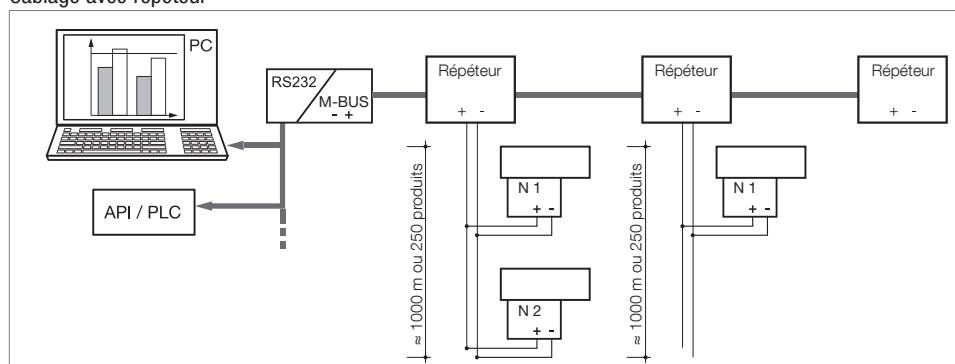 Câblage avec répéteur
PC
RS232
M-BUS
- +
API / PLC
Répéteur
+ -
≈ 1000 m ou 250 produits
N 1
+ -
N 2
+ -
Répéteur
+ -
≈ 1000 m ou 250 produits
N 1
+ -
Répéteur
+ -